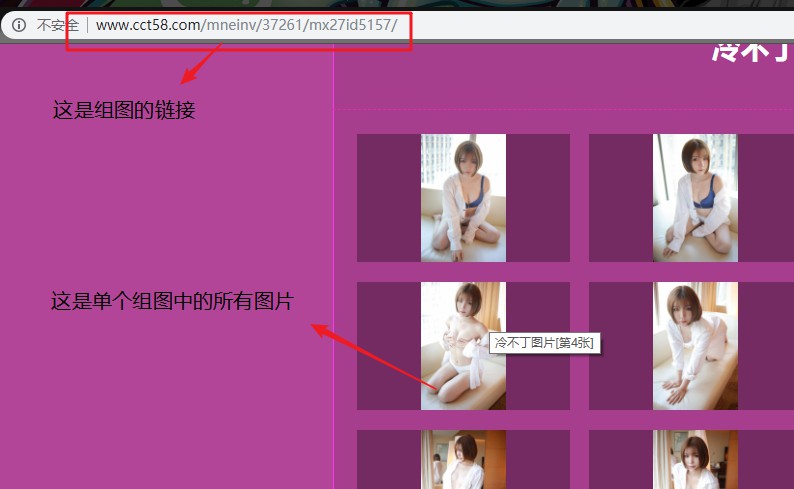 不安全 www.cct58.com/mneinv/37261/mx27id5157/
冷不丁
这是组图的链接
这是单个组图中的所有图片
冷不丁图片[第4张]